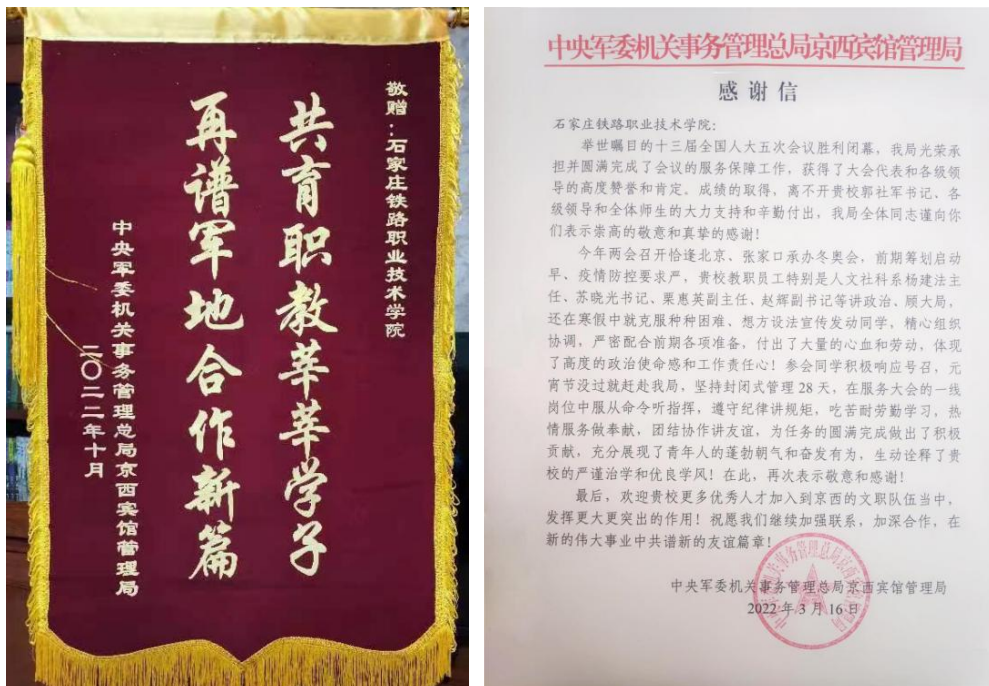 敬赠：石家庄铁路职业技术学院
共育职教莘莘学子
再谱军地合作新篇
中央军委机关事务管理总局京西宾馆管理局
二〇二二年十月
中央军委机关事务管理总局京西宾馆管理局
感谢信
石家庄铁路职业技术学院：
举世瞩目的十三届全国人大五次会议胜利闭幕，我局光荣承
担并圆满完成了会议的服务保障工作，获得了大会代表和各级领
导的高度赞誉和肯定。成绩的取得，离不开贵校郭社军书记、各
级领导和全体师生的大力支持和辛勤付出，我局全体同志谨向你
们表示崇高的敬意和真挚的感谢！
今年两会召开恰逢北京、张家口承办冬奥会，前期筹划启动
早、疫情防控要求严，贵校教职员工特别是人文社科系杨建法主
任、苏晓光书记、栗惠英副主任、赵辉副书记等讲政治、顾大局，
还在寒假中就克服种种困难、想方设法宣传发动同学，精心组织
协调，严密配合前期各项准备，付出了大量的心血和劳动，体现
了高度的政治使命感和工作责任心！参会同学积极响应号召，元
宵节没过就赶赴我局，坚持封闭式管理 28 天，在服务大会的一线
岗位中服从命令听指挥，遵守纪律讲规矩，吃苦耐劳勤学习，热
情服务做奉献，团结协作讲友谊，为任务的圆满完成做出了积极
贡献，充分展现了青年人的蓬勃朝气和奋发有为，生动诠释了贵
校的严谨治学和优良学风！在此，再次表示敬意和感谢！
最后，欢迎贵校更多优秀人才加入到京西的文职队伍当中，
发挥更大更突出的作用！祝愿我们继续加强联系，加深合作，在
新的伟大事业中共谱新的友谊篇章！
中央军委机关事务管理总局京西宾馆管理局
2022 年 3 月 16 日